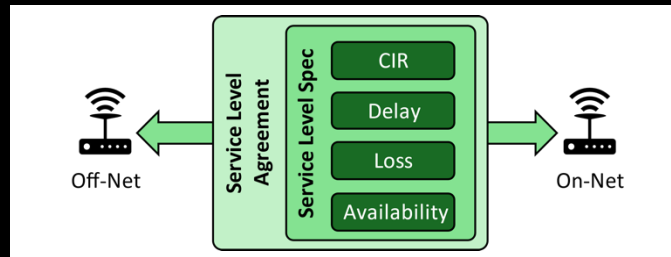 Off-Net
Service Level
Agreement
Service Level Spec
CIR
Delay
Loss
Availability
On-Net